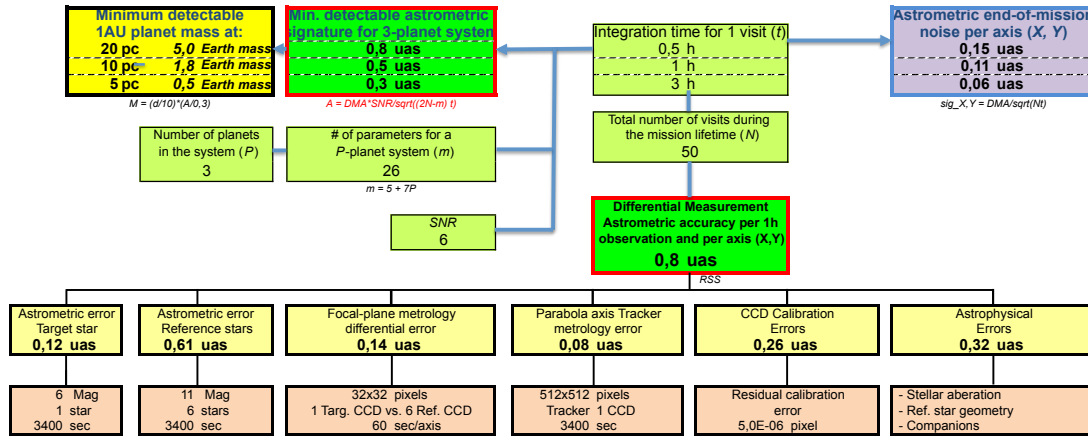 Minimum detectable
1AU planet mass at:
20 pc 5,0 Earth mass
10 pc 1,8 Earth mass
5 pc 0,5 Earth mass
M = (d/10)*(A/0,3)
Min. detectable astrometric
signature for 3-planet system
0,8 uas
0,5 uas
0,3 uas
A = DMA*SNR/sqrt((2N-m) t)
Integration time for 1 visit (t)
0,5 h
1 h
3 h
Astrometric end-of-mission
noise per axis (X, Y)
0,15 uas
0,11 uas
0,06 uas
sig_X,Y = DMA/sqrt(Nt)
Number of planets
in the system (P)
3
# of parameters for a
P-planet system (m)
26
m = 5 + 7P
Total number of visits during
the mission lifetime (N)
50
SNR
6
Differential Measurement
Astrometric accuracy per 1h
observation and per axis (X,Y)
0,8 uas
RSS
Astrometric error
Target star
0,12 uas
Astrometric error
Reference stars
0,61 uas
Focal-plane metrology
differential error
0,14 uas
Parabola axis Tracker
metrology error
0,08 uas
CCD Calibration
Errors
0,26 uas
Astrophysical
Errors
0,32 uas
6 Mag
1 star
3400 sec
11 Mag
6 stars
3400 sec
32x32 pixels
1 Targ. CCD vs. 6 Ref. CCD
60 sec/axis
512x512 pixels
Tracker 1 CCD
3400 sec
Residual calibration
error
5,0E-06 pixel
- Stellar aberration
- Ref. star geometry
- Companions